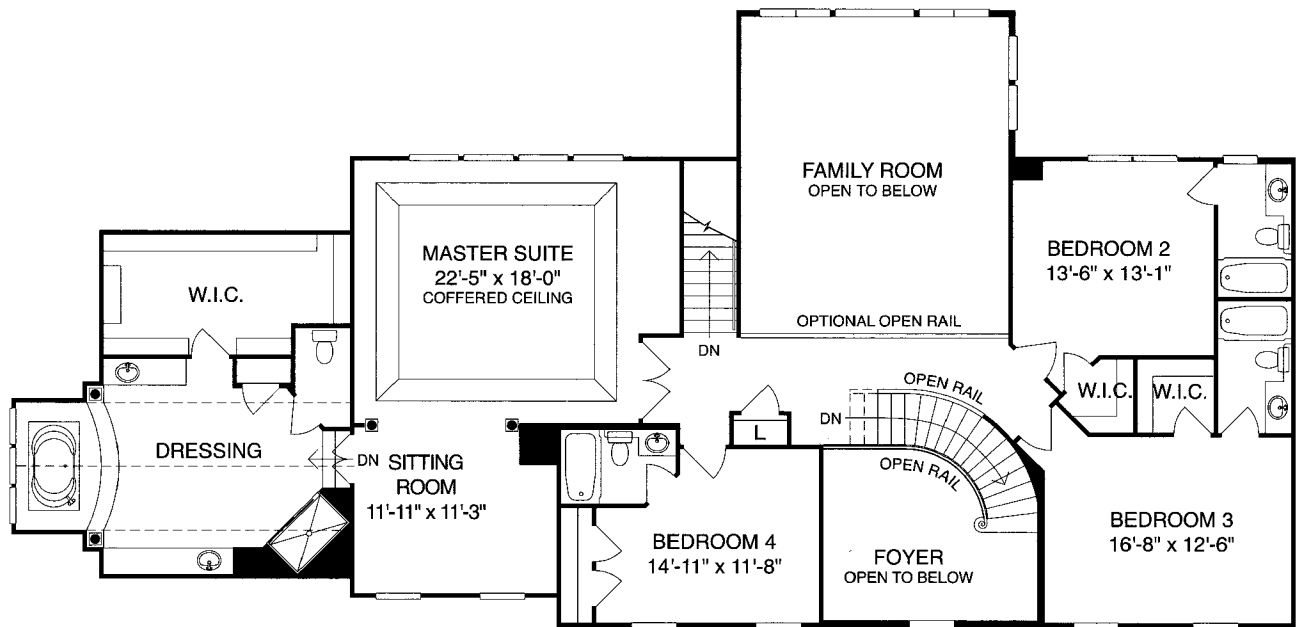 FAMILY ROOM
OPEN TO BELOW
MASTER SUITE
22'-5" x 18'-0"
COFFERED CEILING
BEDROOM 2
13'-6" x 13'-1"
W.I.C.
OPTIONAL OPEN RAIL
DN
OPEN RAIL
W.I.C.
W.I.C.
DN
L
DRESSING
DN
SITTING
ROOM
11'-11" x 11'-3"
OPEN RAIL
BEDROOM 4
14'-11" x 11'-8"
FOYER
OPEN TO BELOW
BEDROOM 3
16'-8" x 12'-6"